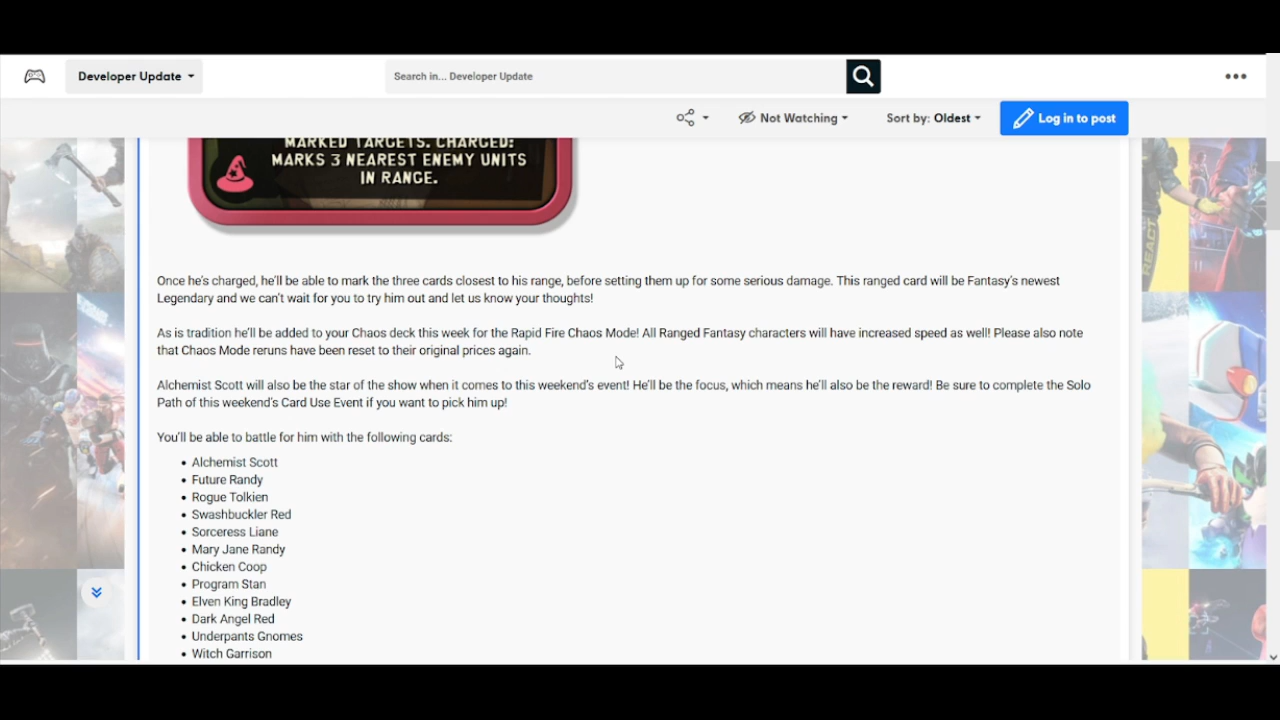 Developer Update
Search in... Developer Update
Not Watching
Sort by: Oldest
Log in to post
MARKED TARGETS. CHARGED:
MARKS 3 NEAREST ENEMY UNITS
IN RANGE.
REACT
Once he's charged, he'll be able to mark the three cards closest to his range, before setting them up for some serious damage. This ranged card will be Fantasy's newest
Legendary and we can't wait for you to try him out and let us know your thoughts!
As is tradition he'll be added to your Chaos deck this week for the Rapid Fire Chaos Mode! All Ranged Fantasy characters will have increased speed as well! Please also note
that Chaos Mode reruns have been reset to their original prices again.
Alchemist Scott will also be the star of the show when it comes to this weekend's event! He'll be the focus, which means he'll also be the reward! Be sure to complete the Solo
Path of this weekend's Card Use Event if you want to pick him up!
You'll be able to battle for him with the following cards:
• Alchemist Scott
• Future Randy
• Rogue Tolkien
• Swashbuckler Red
• Sorceress Liane
• Mary Jane Randy
• Chicken Coop
• Program Stan
• Elven King Bradley
• Dark Angel Red
• Underpants Gnomes
• Witch Garrison